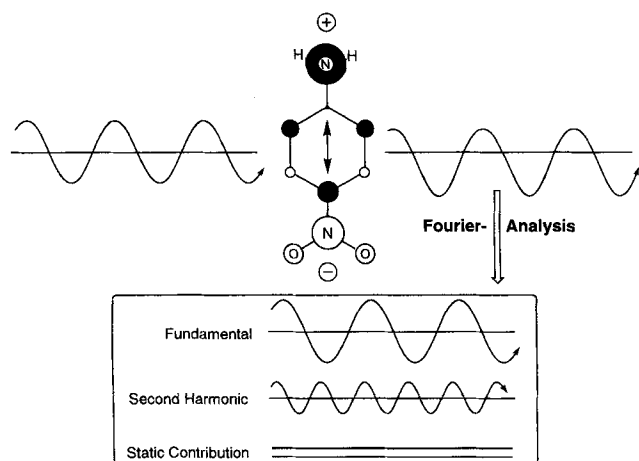 ⊕
H N H
N
O O
⊖
Fourier- Analysis
Fundamental
Second Harmonic
Static Contribution